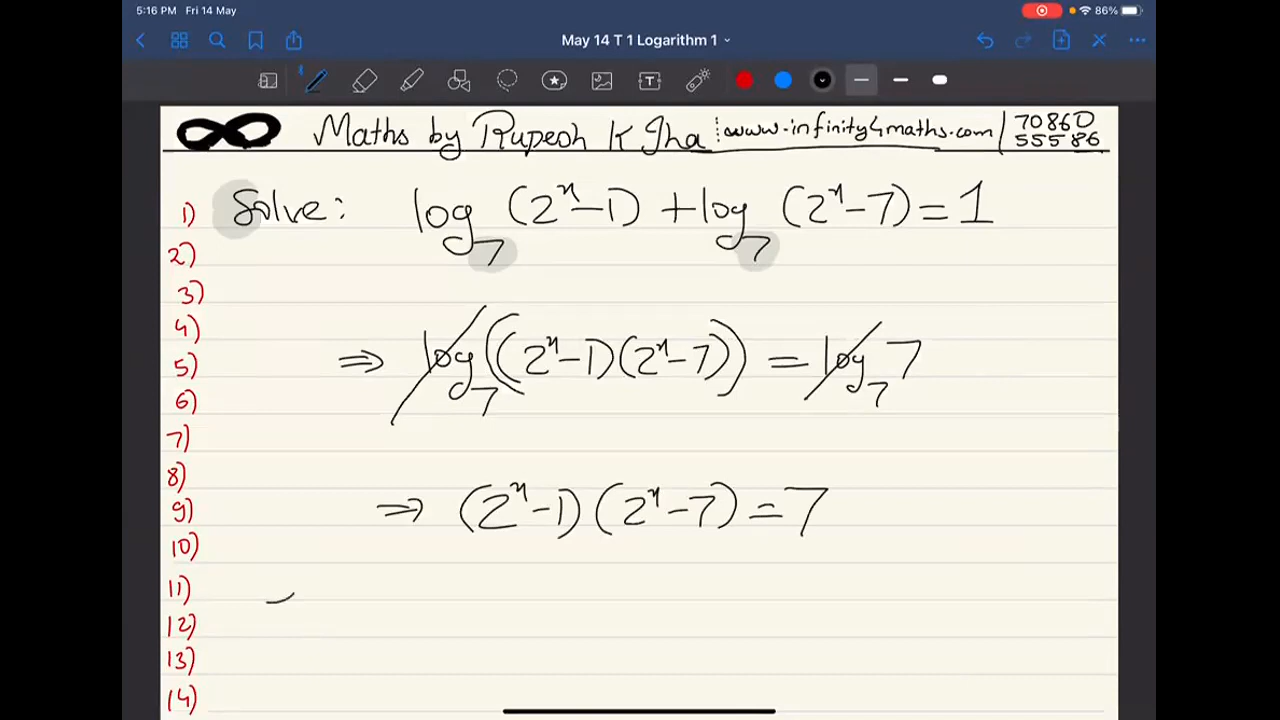 5:16 PM Fri 14 May 86%
May 14 T 1 Logarithm 1
Maths by Rupesh K Jha www.infinity4maths.com 70860 55586
1) Solve: log₇ (2ˣ-1) + log₇ (2ˣ-7) = 1
2)
3)
4)
5) ⇒ log₇ ((2ˣ-1)(2ˣ-7)) = log₇ 7
6)
7)
8)
9) ⇒ (2ˣ-1)(2ˣ-7) = 7
10)
11)
12)
13)
14)